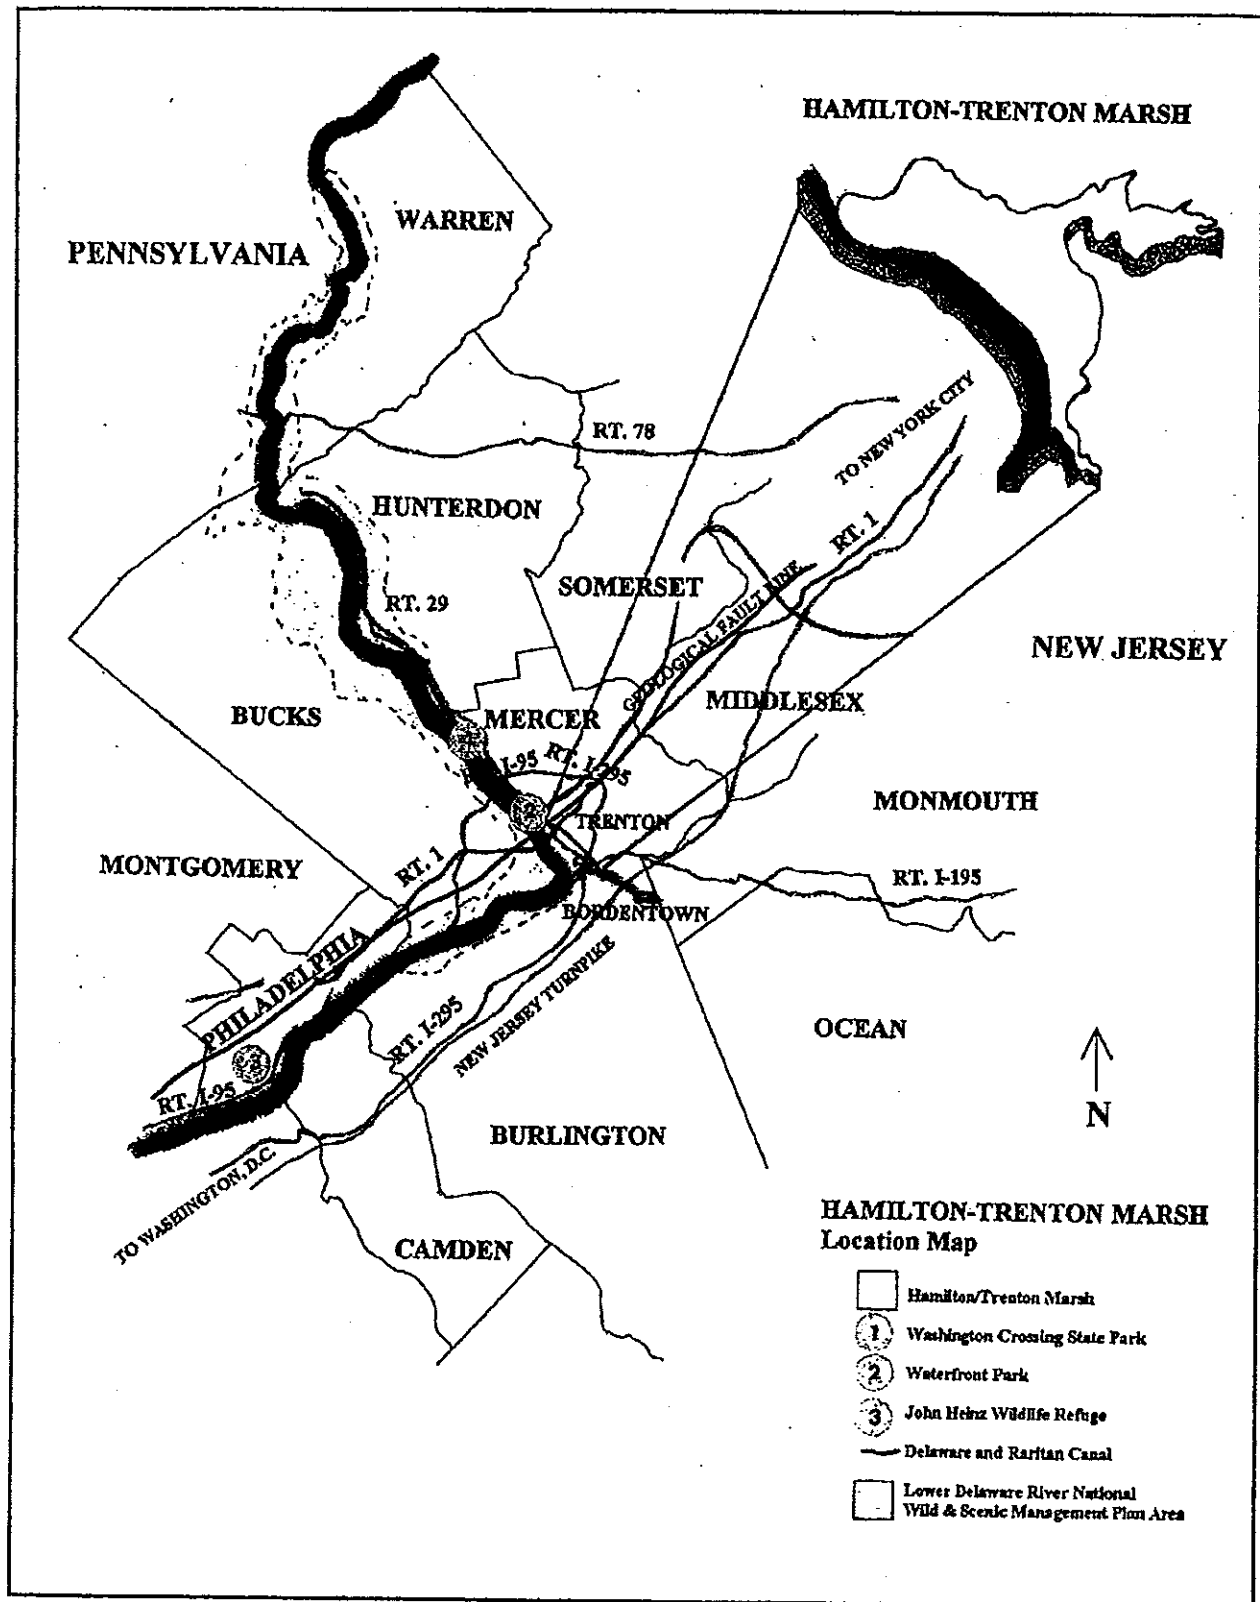 HAMILTON-TRENTON MARSH
WARREN
PENNSYLVANIA
RT. 78
TO NEW YORK CITY
HUNTERDON
RT. 1
SOMERSET
RT. 29
GEOLOGICAL FAULT LINE
NEW JERSEY
MIDDLESEX
BUCKS
MERCER
I-95
RT. I-295
MONMOUTH
TRENTON
MONTGOMERY
RT. 1
RT. I-195
BORDENTOWN
PHILADELPHIA
RT. I-295
NEW JERSEY TURNPIKE
OCEAN
3
RT. I-95
N
BURLINGTON
TO WASHINGTON, D.C.
CAMDEN
HAMILTON-TRENTON MARSH
Location Map
Hamilton/Trenton Marsh
1 Washington Crossing State Park
2 Waterfront Park
3 John Heinz Wildlife Refuge
Delaware and Raritan Canal
Lower Delaware River National
Wild & Scenic Management Plan Area